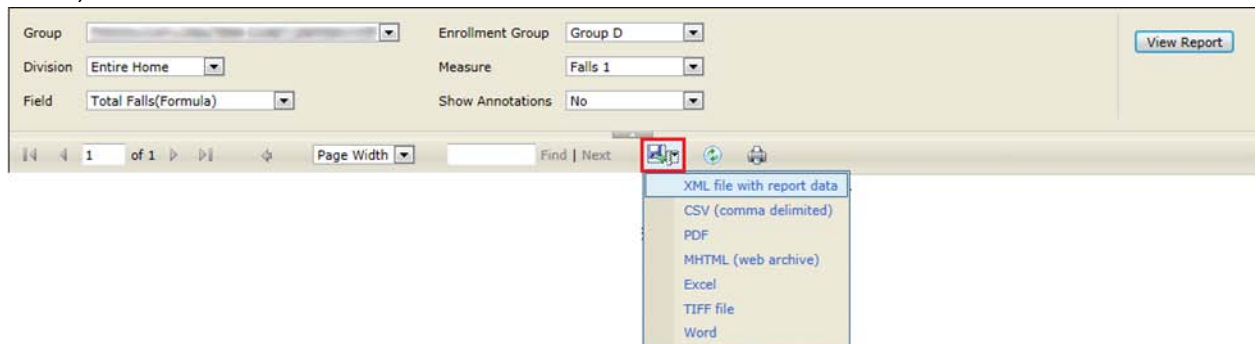 Group Enrollment Group Group D View Report
Division Entire Home Measure Falls 1
Field Total Falls(Formula) Show Annotations No
1 of 1 Page Width Find | Next
XML file with report data
CSV (comma delimited)
PDF
MHTML (web archive)
Excel
TIFF file
Word